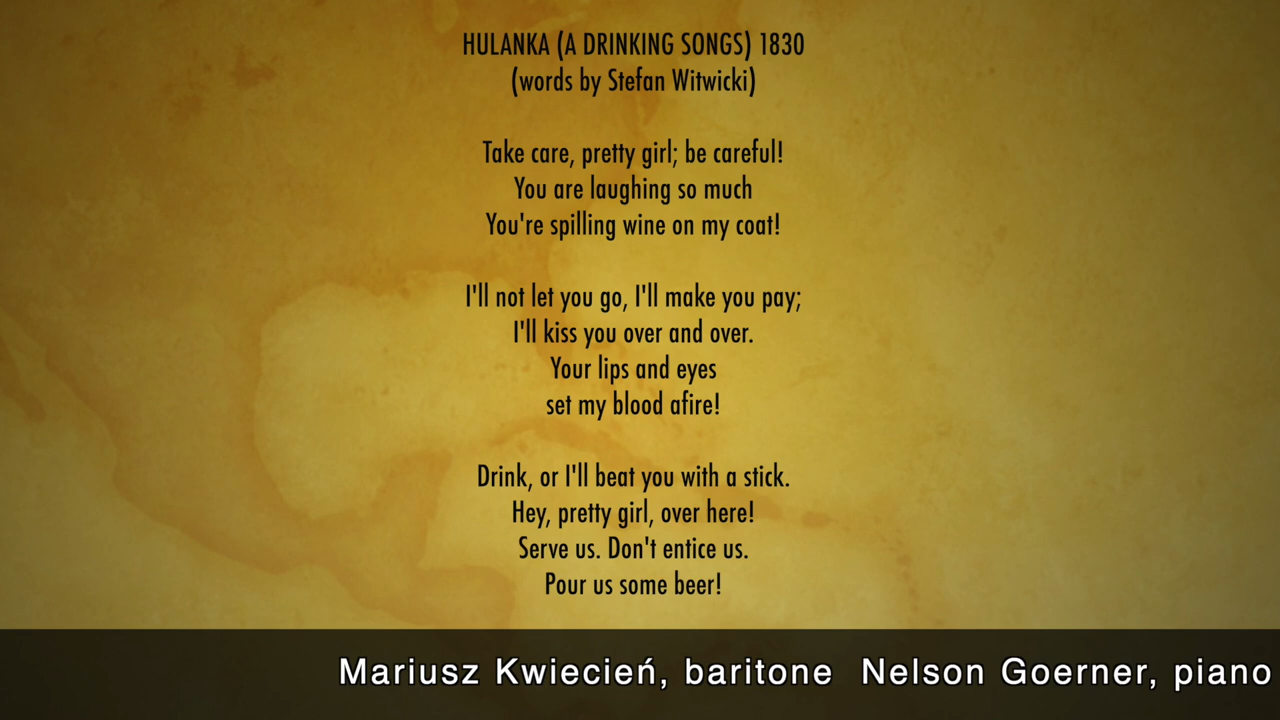 HULANKA (A DRINKING SONGS) 1830
(words by Stefan Witwicki)
Take care, pretty girl; be careful!
You are laughing so much
You're spilling wine on my coat!
I'll not let you go, I'll make you pay;
I'll kiss you over and over.
Your lips and eyes
set my blood afire!
Drink, or I'll beat you with a stick.
Hey, pretty girl, over here!
Serve us. Don't entice us.
Pour us some beer!
Mariusz Kwiecień, baritone  Nelson Goerner, piano